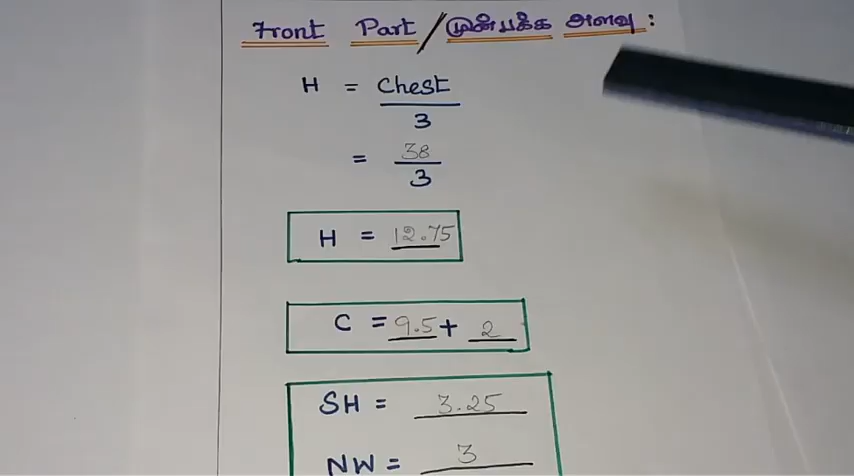 Front Part / முன்பக்க அளவு :
H = Chest
3
= 38
3
H = 12.75
C = 9.5 + 2
SH = 3.25
NW = 3